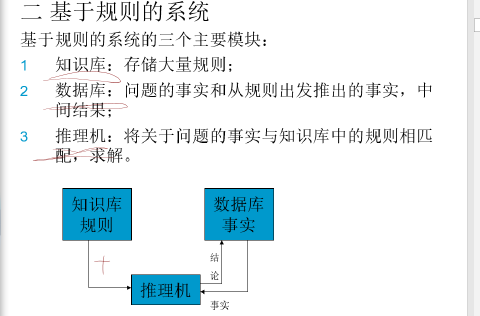 二 基于规则的系统
基于规则的系统的三个主要模块：
1 知识库：存储大量规则；
2 数据库：问题的事实和从规则出发推出的事实，中
间结果；
3 推理机：将关于问题的事实与知识库中的规则相匹
配，求解。
知识库
规则
数据库
事实
结
论
推理机
事实